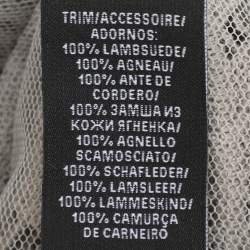 TRIM/ACCESSOIRE/
ADORNOS:
100% LAMBSUEDE/
100% AGNEAU/
100% ANTE DE
CORDERO/
100% ЗАМША ИЗ
КОЖИ ЯГНЕНКА/
100% AGNELLO
SCAMOSCIATO/
100% SCHAFLEDER/
100% LAMSLEER/
100% LAMMESKIND/
100% CAMURÇA
DE CARNEIRO